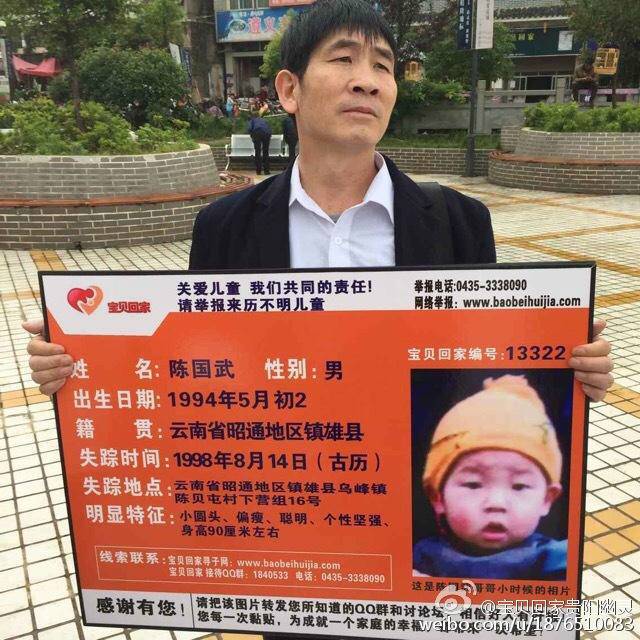 宝贝回家
关爱儿童 我们共同的责任!
请举报来历不明儿童
举报电话:0435-3338090
网络举报：www.baobeihuijia.com
宝贝回家编号:13322
姓 名:陈国武 性别:男
出生日期:1994年5月初2
籍 贯:云南省昭通地区镇雄县
失踪时间:1998年8月14日（古历）
失踪地点:云南省昭通地区镇雄县乌峰镇
陈贝屯村下营组16号
明显特征:小圆头、偏瘦、聪明、个性坚强、
身高90厘米左右
线索联系:宝贝回家寻子网:www.baobeihuijia.com
宝贝回家 接待QQ群：1840533 电话：0435-3338090
感谢有您!
请把该图片转发您所知道的QQ群和讨论坛
您每一次黏贴，为成就一个家庭的幸福
@宝贝回家贵阳
weibo.com/u/1876510083